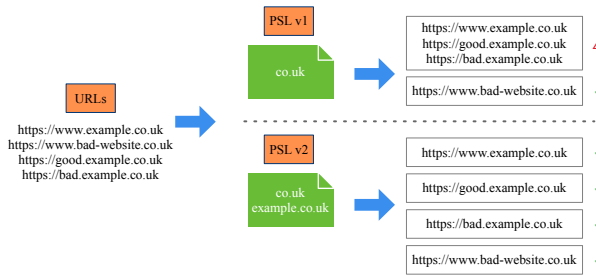 URLs
https://www.example.co.uk
https://www.bad-website.co.uk
https://good.example.co.uk
https://bad.example.co.uk
PSL v1
co.uk
https://www.example.co.uk
https://good.example.co.uk
https://bad.example.co.uk
https://www.bad-website.co.uk
PSL v2
co.uk
example.co.uk
https://www.example.co.uk
https://good.example.co.uk
https://bad.example.co.uk
https://www.bad-website.co.uk